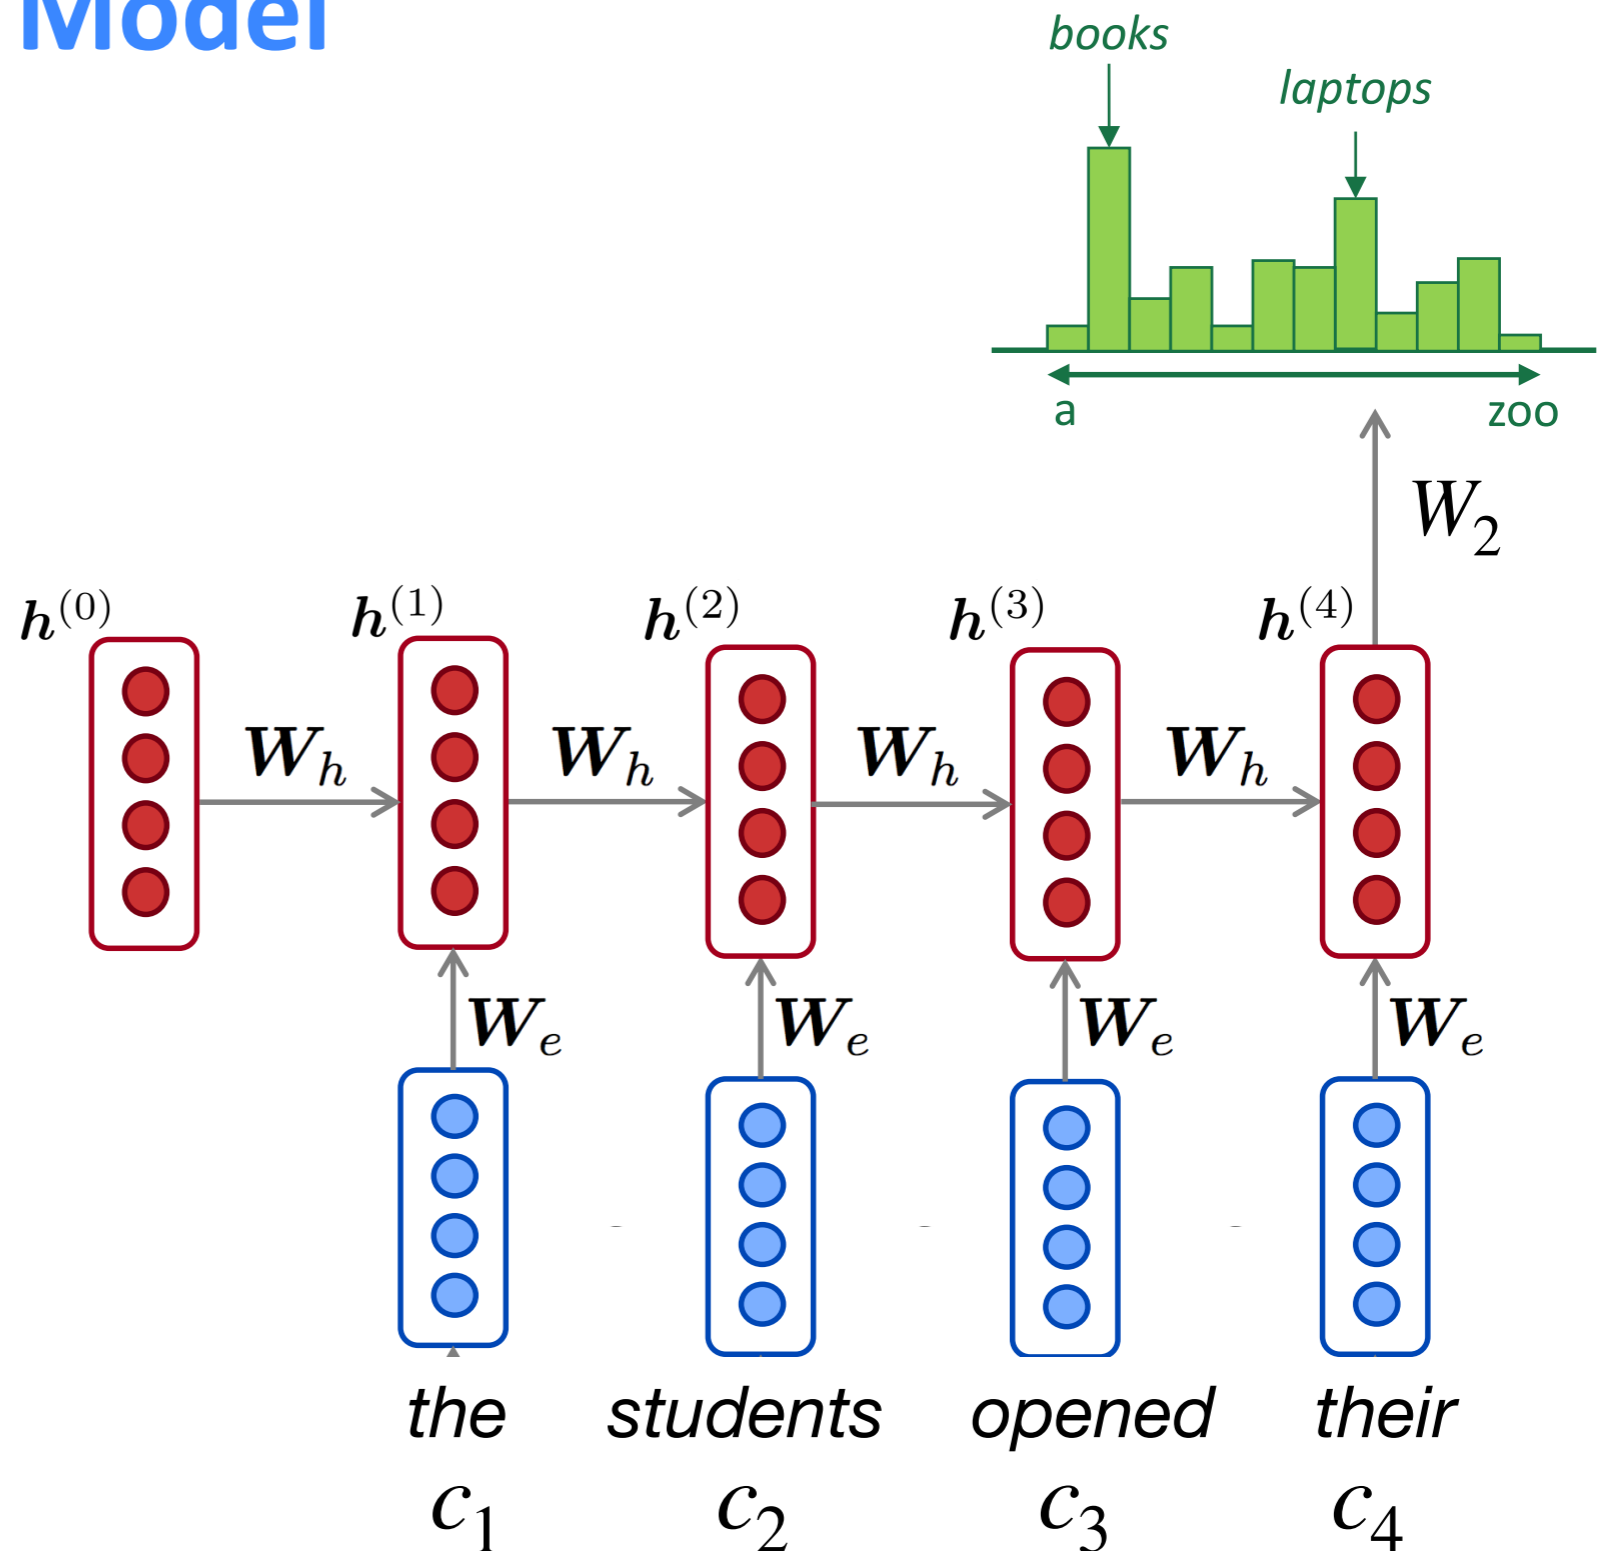 Model
books
laptops
a zoo
W₂
h⁽⁰⁾ h⁽¹⁾ h⁽²⁾ h⁽³⁾ h⁽⁴⁾
Wₕ Wₕ Wₕ Wₕ
Wₑ Wₑ Wₑ Wₑ
the students opened their
c₁ c₂ c₃ c₄